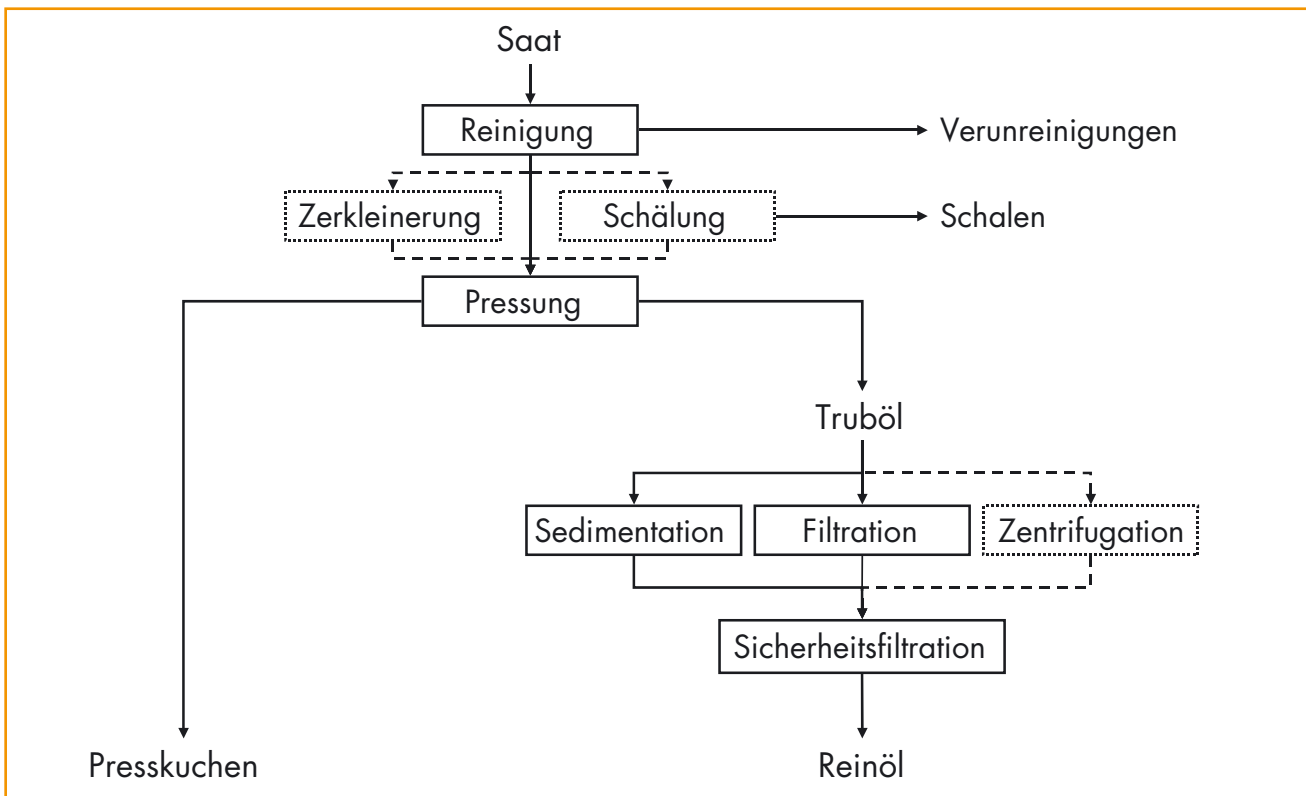 Saat
Reinigung
Verunreinigungen
Zerkleinerung
Schälung
Schalen
Pressung
Truböl
Sedimentation
Filtration
Zentrifugation
Sicherheitsfiltration
Presskuchen
Reinöl